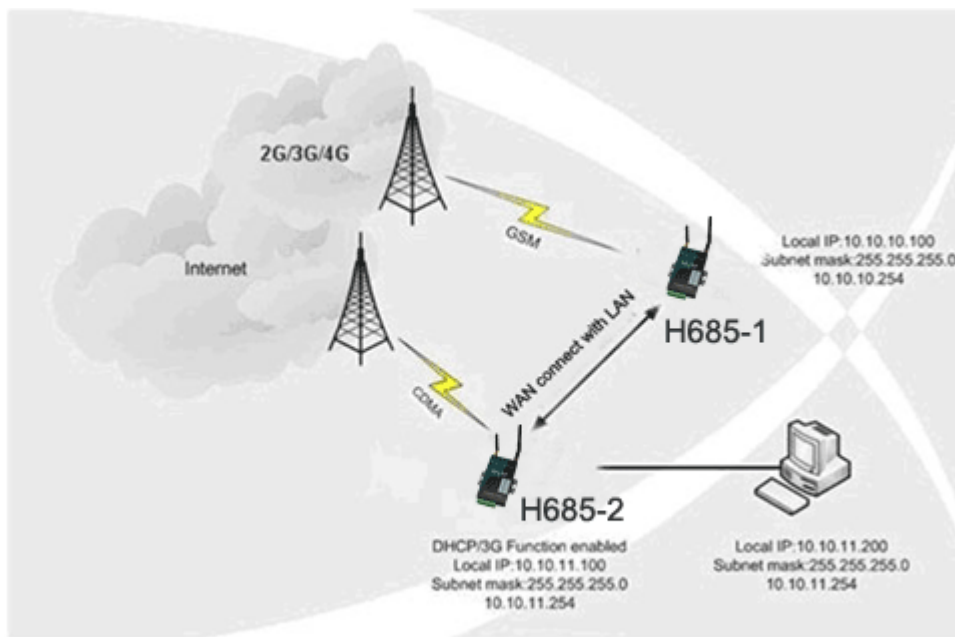 2G/3G/4G
Internet
GSM
Local IP:10.10.10.100
Subnet mask:255.255.255.0
10.10.10.254
H685-1
WAN connect with LAN
CDMA
H685-2
DHCP/3G Function enabled
Local IP:10.10.11.100
Subnet mask:255.255.255.0
10.10.11.254
Local IP:10.10.11.200
Subnet mask:255.255.255.0
10.10.11.254